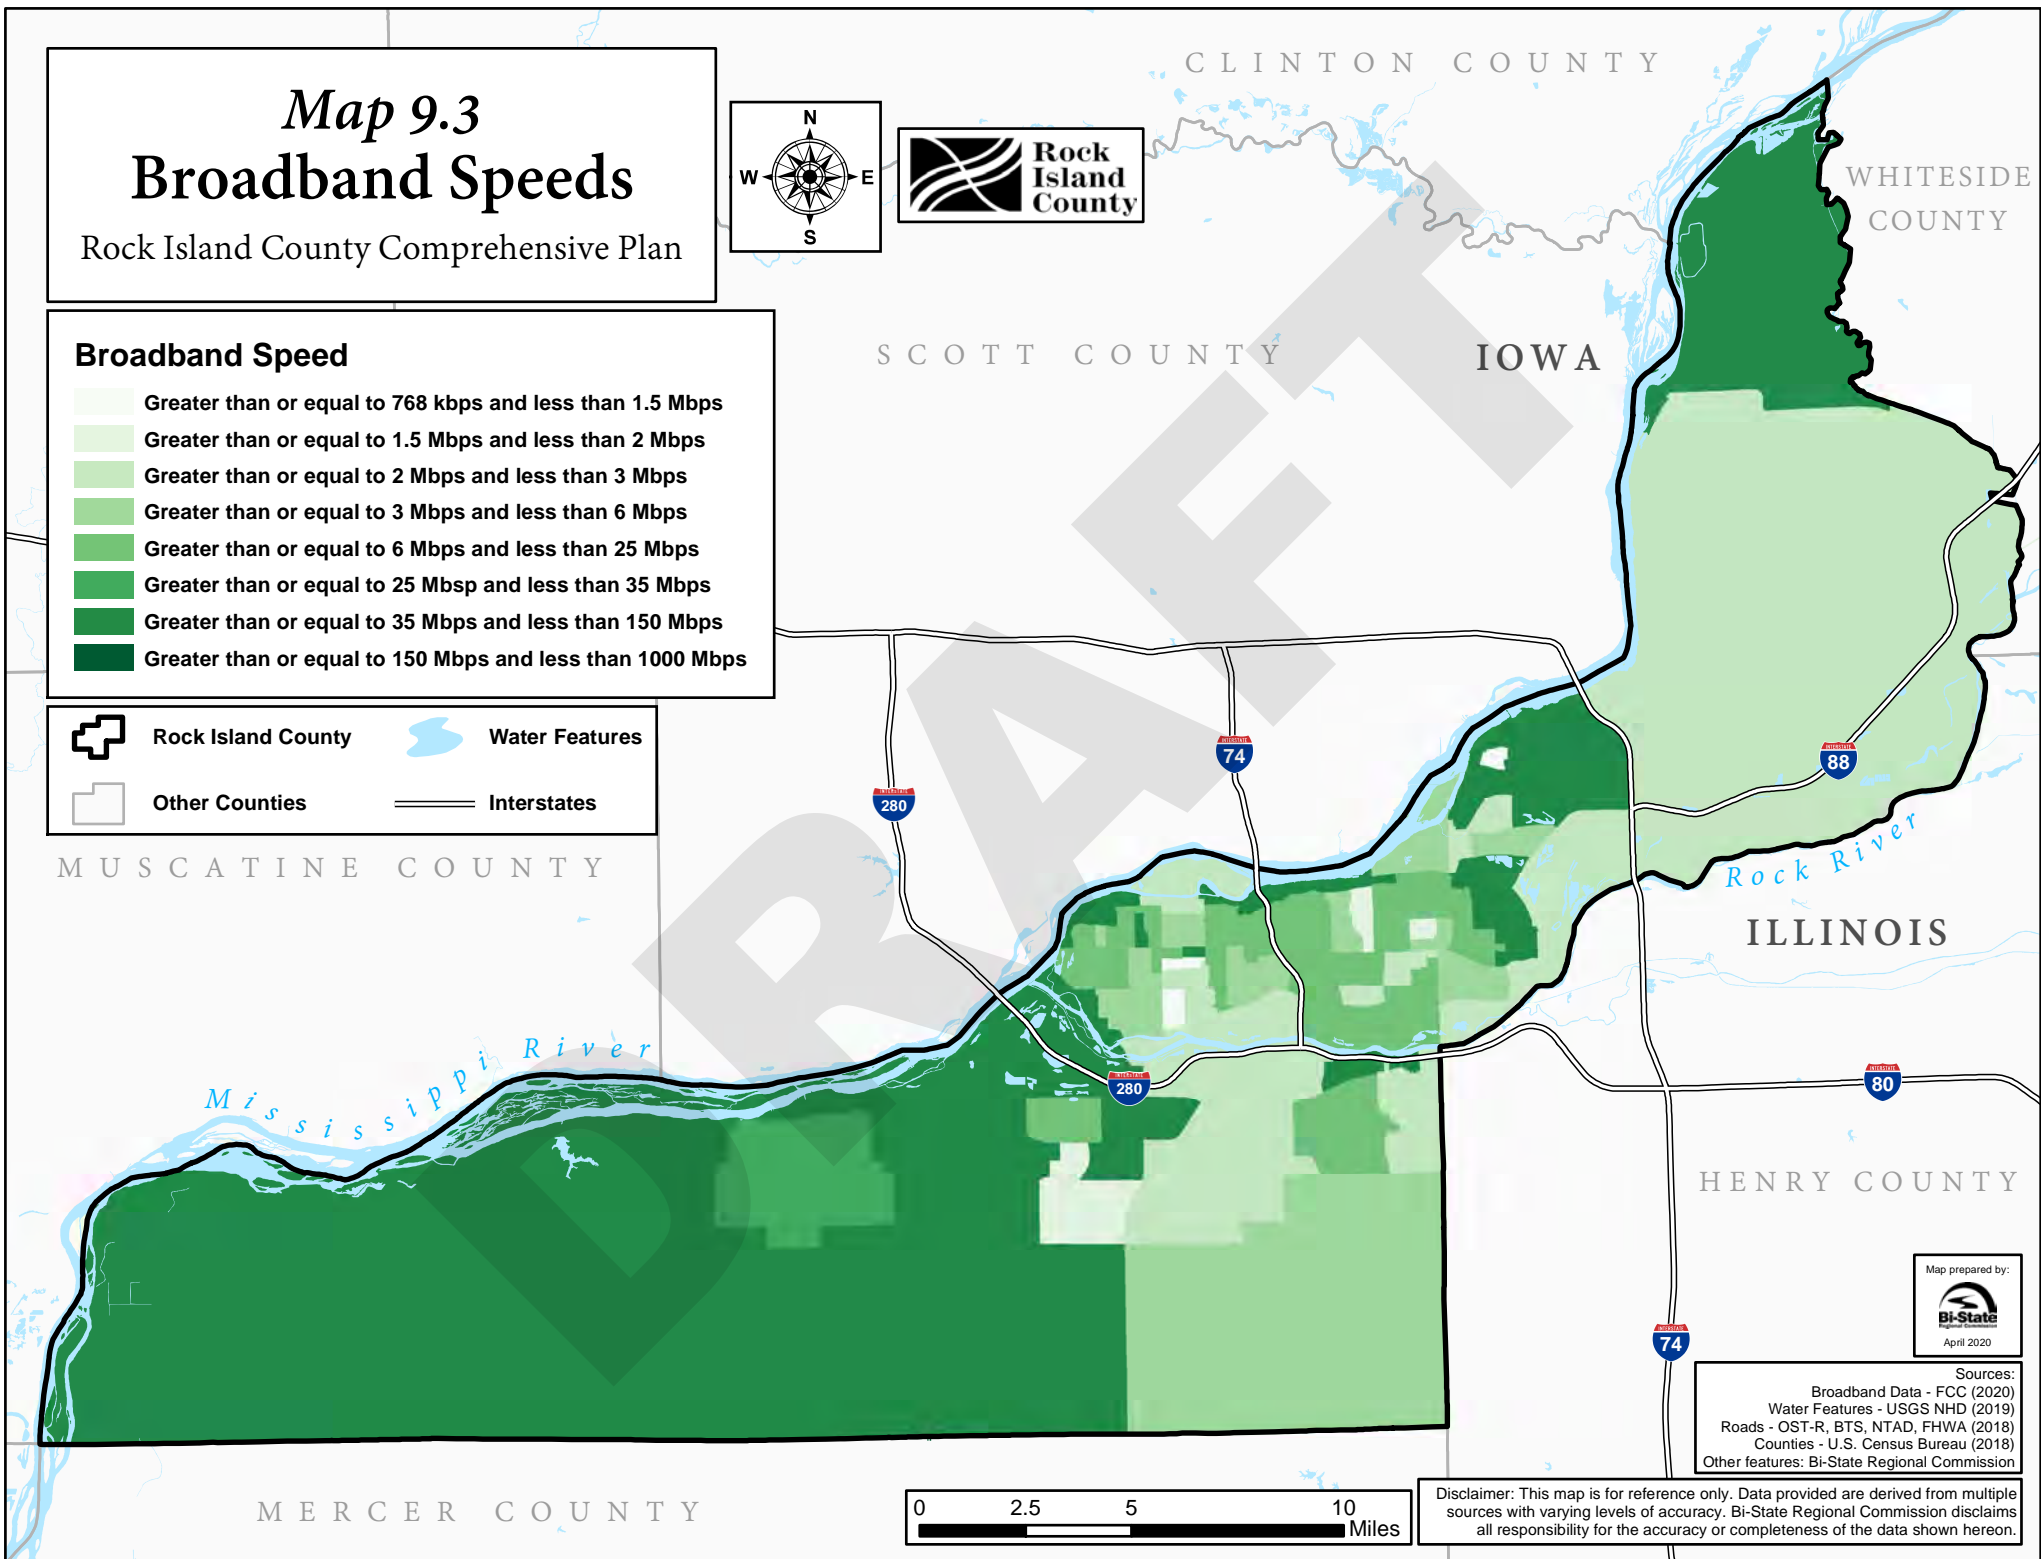 Map 9.3
Broadband Speeds
Rock Island County Comprehensive Plan
N
W
E
S
Rock
Island
County
CLINTON COUNTY
WHITESIDE
COUNTY
SCOTT COUNTY
IOWA
Broadband Speed
Greater than or equal to 768 kbps and less than 1.5 Mbps
Greater than or equal to 1.5 Mbps and less than 2 Mbps
Greater than or equal to 2 Mbps and less than 3 Mbps
Greater than or equal to 3 Mbps and less than 6 Mbps
Greater than or equal to 6 Mbps and less than 25 Mbps
Greater than or equal to 25 Mbsp and less than 35 Mbps
Greater than or equal to 35 Mbps and less than 150 Mbps
Greater than or equal to 150 Mbps and less than 1000 Mbps
Rock Island County
Water Features
Other Counties
Interstates
INTERSTATE
74
INTERSTATE
88
INTERSTATE
280
MUSCATINE COUNTY
Rock River
ILLINOIS
DRAFT
Mississippi River
INTERSTATE
280
INTERSTATE
80
HENRY COUNTY
INTERSTATE
74
Map prepared by:
Bi-State
Regional Commission
April 2020
Sources:
Broadband Data - FCC (2020)
Water Features - USGS NHD (2019)
Roads - OST-R, BTS, NTAD, FHWA (2018)
Counties - U.S. Census Bureau (2018)
Other features: Bi-State Regional Commission
MERCER COUNTY
0 2.5 5 10
Miles
Disclaimer: This map is for reference only. Data provided are derived from multiple
sources with varying levels of accuracy. Bi-State Regional Commission disclaims
all responsibility for the accuracy or completeness of the data shown hereon.